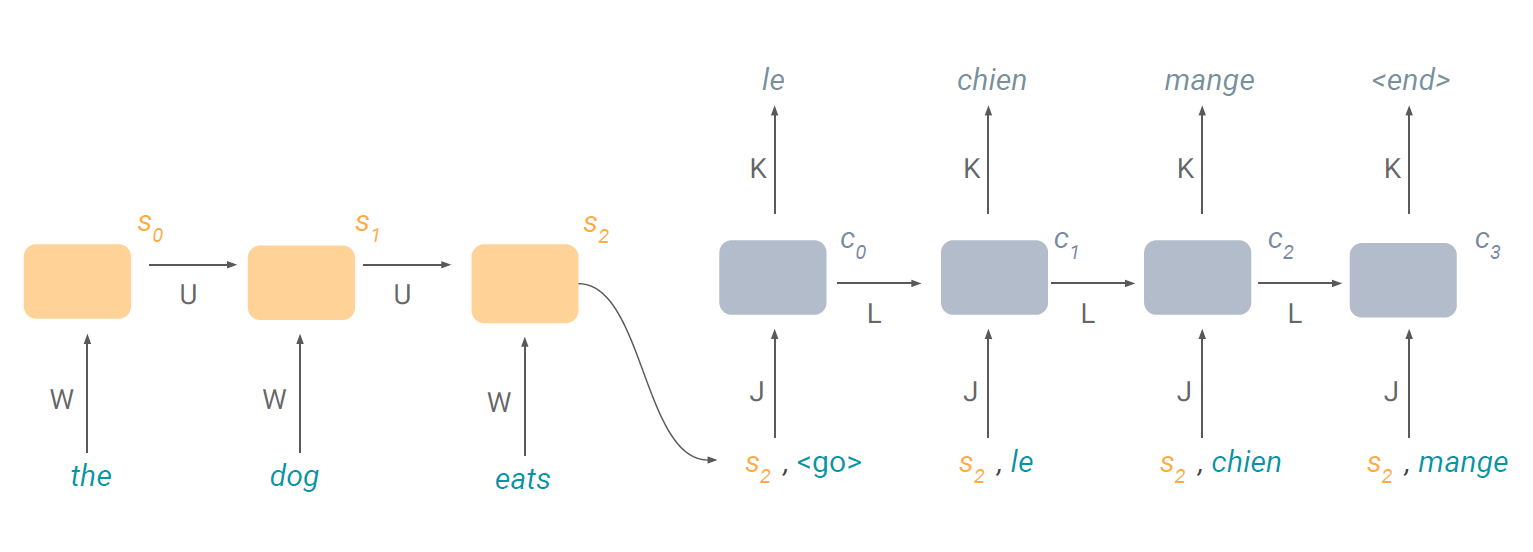 le chien mange <end>
K K K K
s0 s1 s2 c0 c1 c2 c3
U U L L L
W W W J J J J
the dog eats s2 , <go> s2 , le s2 , chien s2 , mange